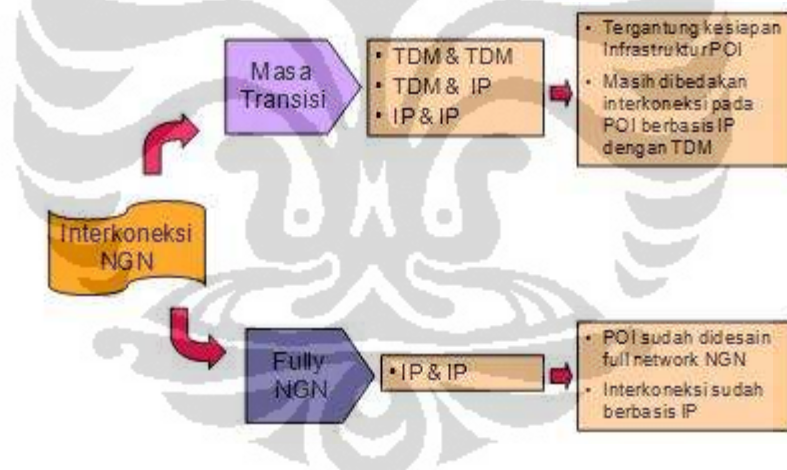 Interkoneksi
NGN
Masa
Transisi
• TDM & TDM
• TDM & IP
• IP & IP
• Tergantung kesiapan
Infrastruktur POI
• Masih dibedakan
interkoneksi pada
POI berbasis IP
dengan TDM
Fully
NGN
• IP & IP
• POI sudah didesain
full network NGN
• Interkoneksi sudah
berbasis IP